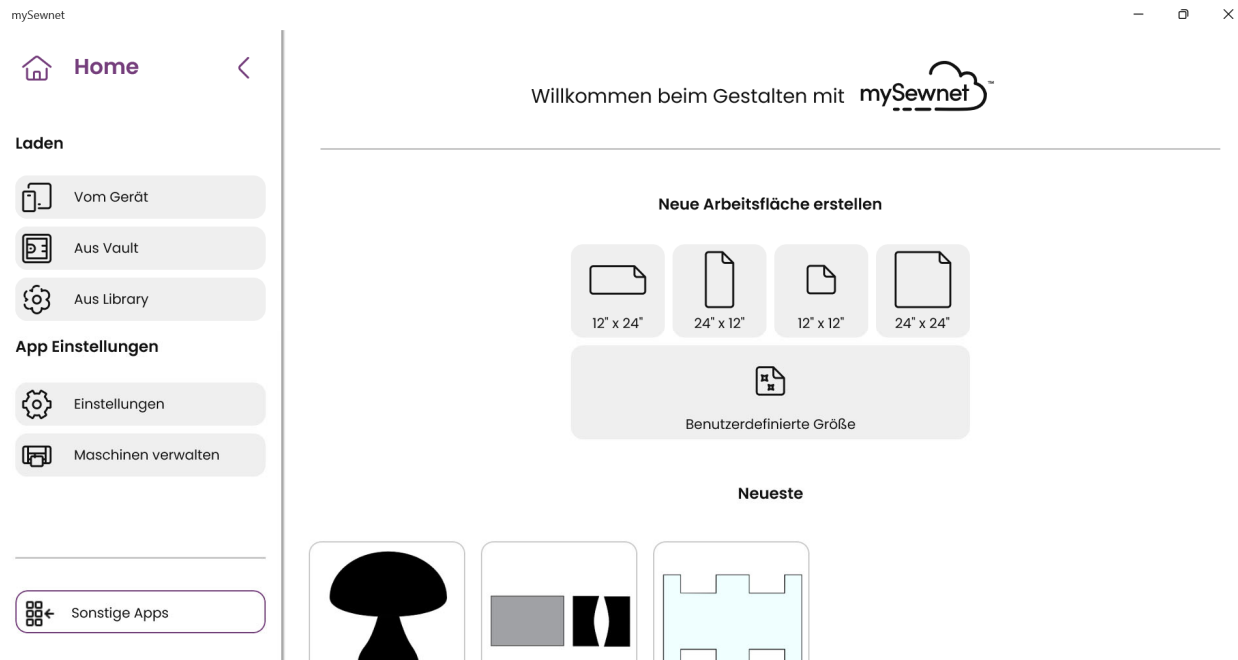 mySewnet
Home
Laden
Vom Gerät
Aus Vault
Aus Library
App Einstellungen
Einstellungen
Maschinen verwalten
Sonstige Apps
Willkommen beim Gestalten mit mySewnet™
Neue Arbeitsfläche erstellen
12" x 24" 24" x 12" 12" x 12" 24" x 24"
Benutzerdefinierte Größe
Neueste